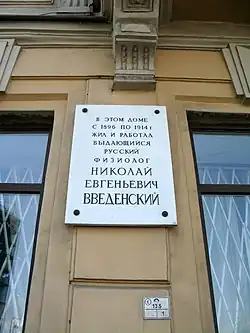 В ЭТОМ ДОМЕ
С 1896 ПО 1914 г
ЖИЛ И РАБОТАЛ
ВЫДАЮЩИЙСЯ
РУССКИЙ
ФИЗИОЛОГ
НИКОЛАЙ
ЕВГЕНЬЕВИЧ
ВВЕДЕНСКИЙ